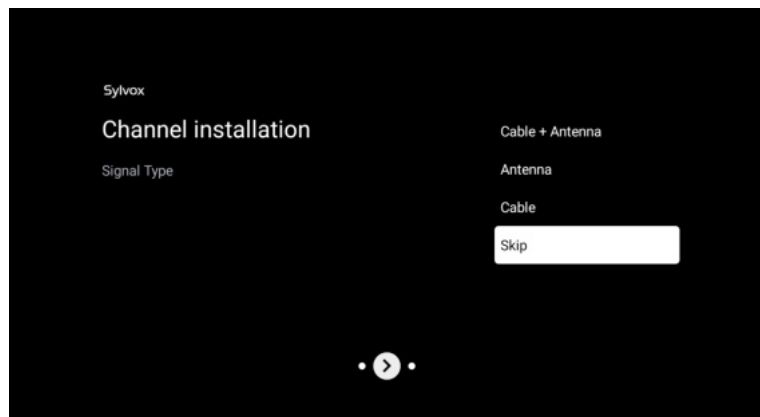 Sylvox
Channel installation
Signal Type
Cable + Antenna
Antenna
Cable
Skip